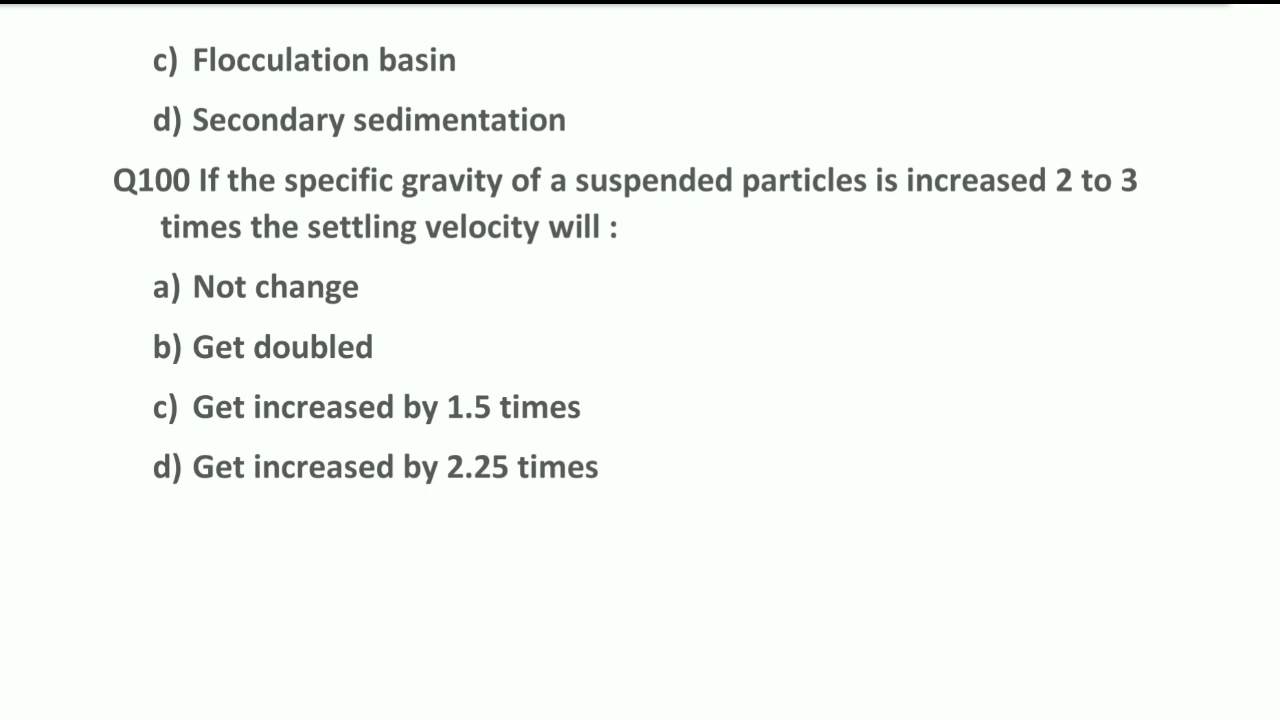 c) Flocculation basin
d) Secondary sedimentation
Q100 If the specific gravity of a suspended particles is increased 2 to 3
times the settling velocity will :
a) Not change
b) Get doubled
c) Get increased by 1.5 times
d) Get increased by 2.25 times